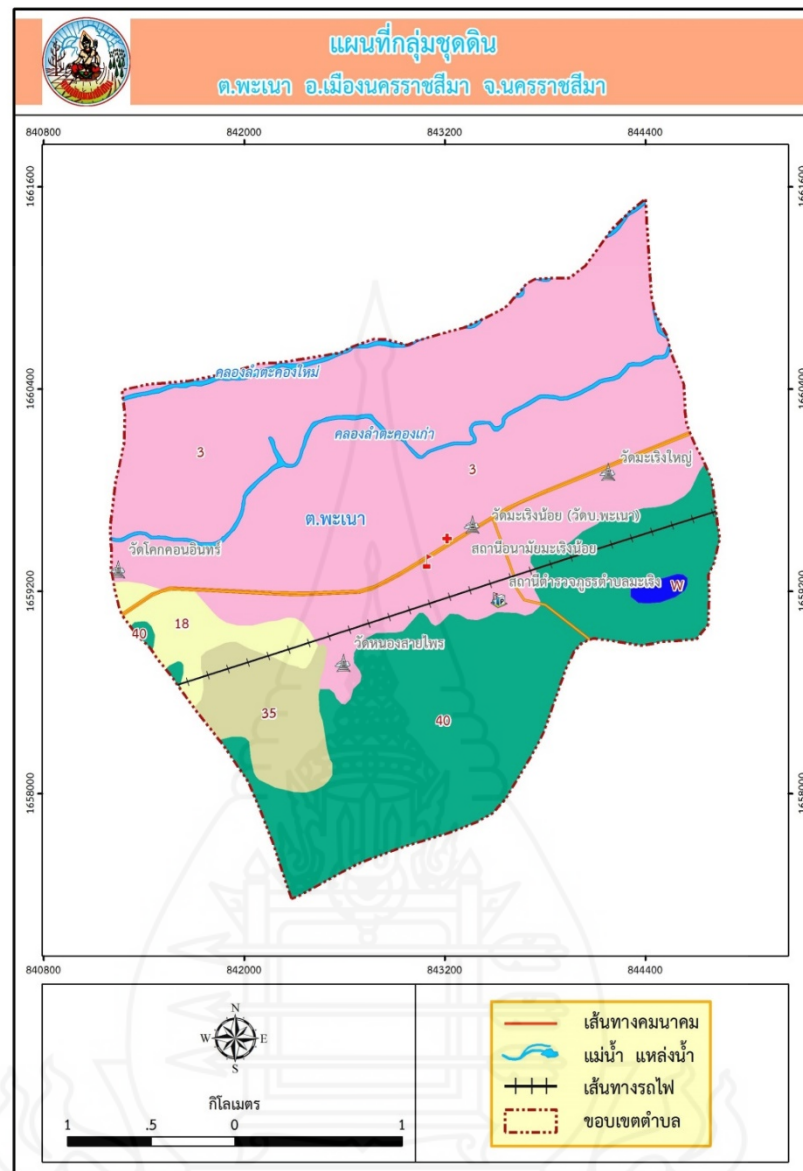 แผนที่กลุ่มชุดดิน
ต.พะเนา อ.เมืองนครราชสีมา จ.นครราชสีมา
840800 842000 843200 844400
1661600 1661600
1660400 1660400
คลองลำตะคองใหม่
คลองลำตะคองเก่า
3
3
วัดมะเริงใหญ่
ต.พะเนา
วัดมะเริงน้อย (วัดบ.พะเนา)
วัดโคกคอนอินทร์
สถานีอนามัยมะเริงน้อย
สถานีตำรวจภูธรตำบลมะเริง
1659200 1659200
W
40
18
วัดหนองสายไพร
35
40
1658000 1658000
840800 842000 843200 844400
N
W E
S
กิโลเมตร
1 .5 0 1
เส้นทางคมนาคม
แม่น้ำ แหล่งน้ำ
เส้นทางรถไฟ
ขอบเขตตำบล